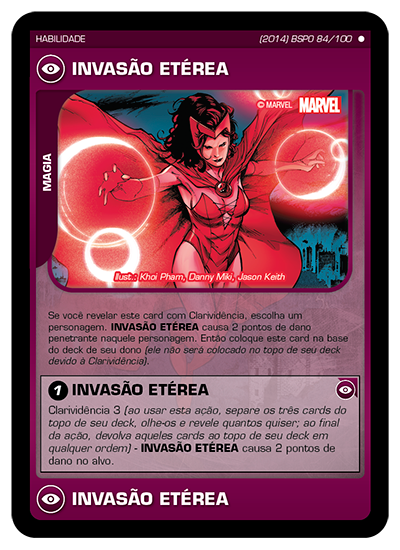 HABILIDADE (2014) BSPO 84/100 ●
INVASÃO ETÉREA
© MARVEL MARVEL
MAGIA
Ilust.: Khoi Pham, Danny Miki, Jason Keith
Se você revelar este card com Clarividência, escolha um
personagem. INVASÃO ETÉREA causa 2 pontos de dano
penetrante naquele personagem. Então coloque este card na base
do deck de seu dono (ele não será colocado no topo de seu deck
devido à Clarividência).
1 INVASÃO ETÉREA
Clarividência 3 (ao usar esta ação, separe os três cards do
topo de seu deck, olhe-os e revele quantos quiser; ao final
da ação, devolva aqueles cards ao topo de seu deck em
qualquer ordem) - INVASÃO ETÉREA causa 2 pontos de
dano no alvo.
INVASÃO ETÉREA